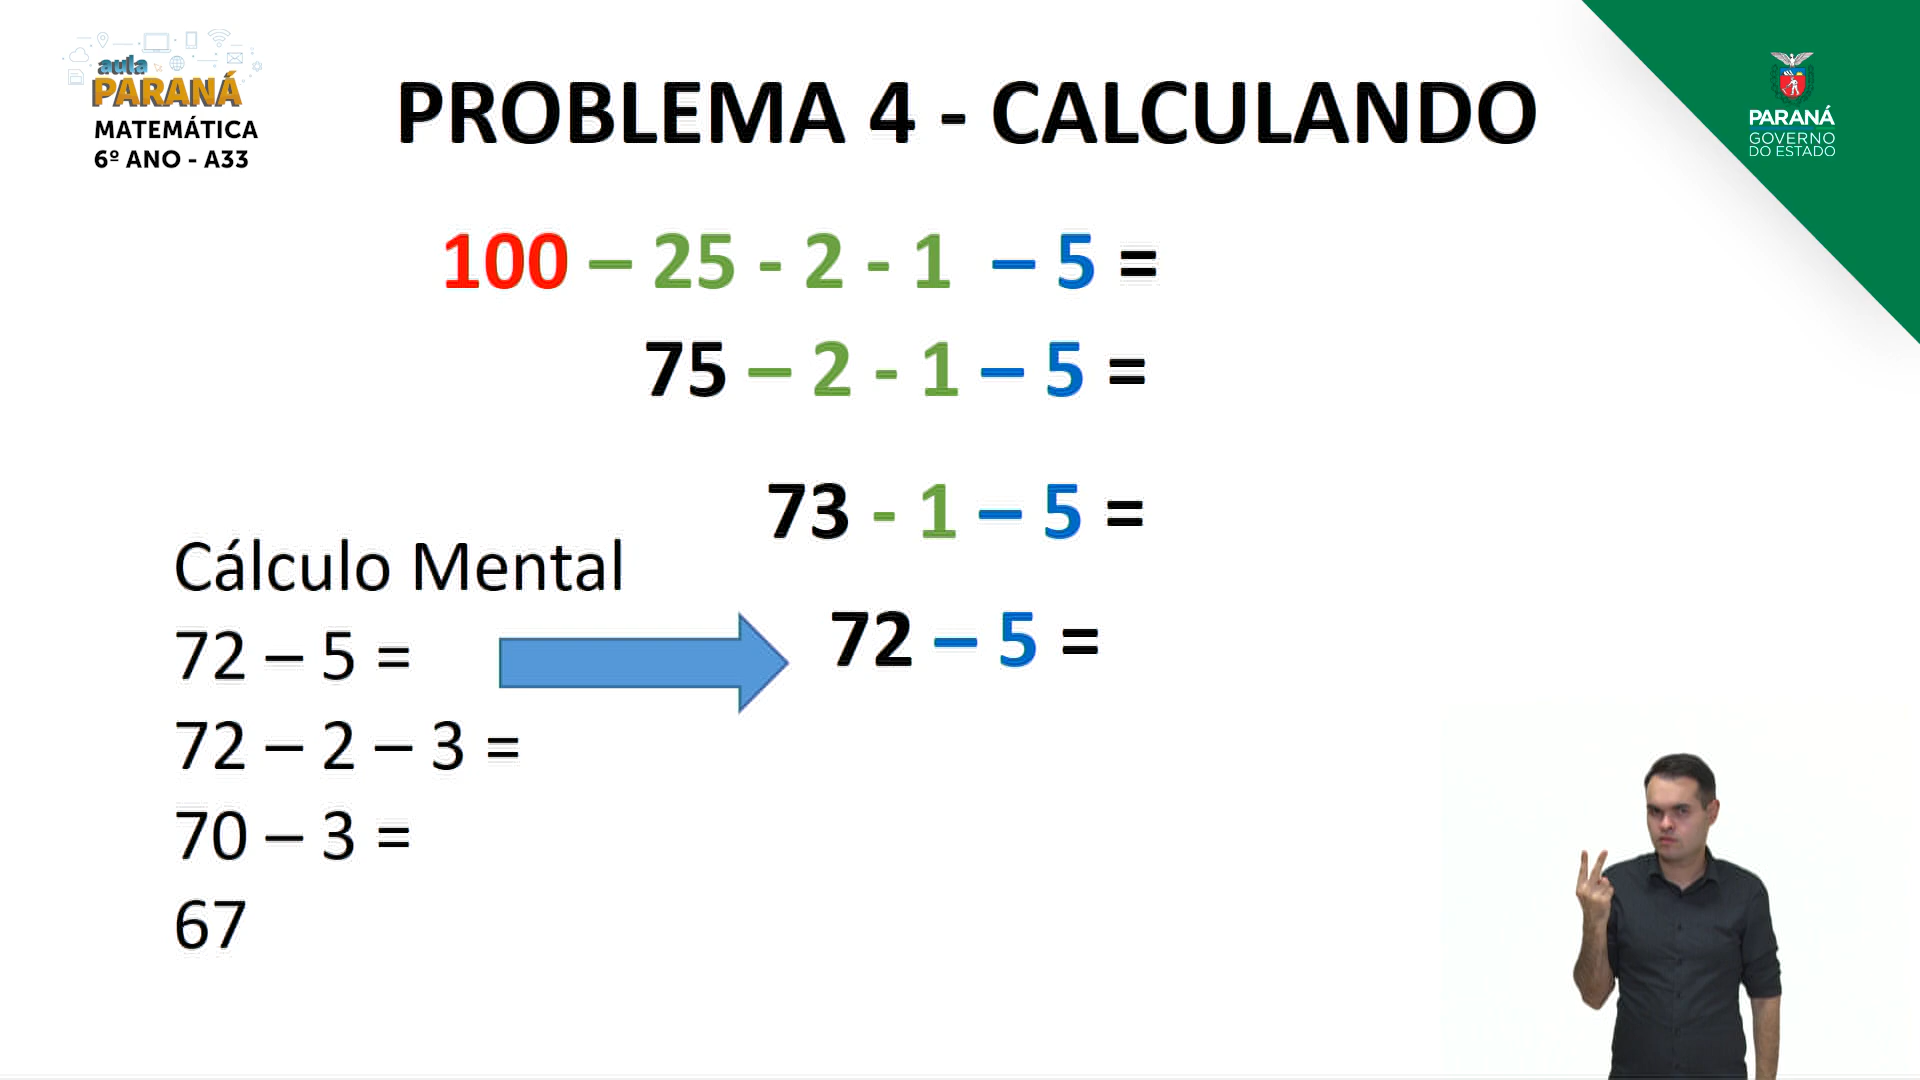 aula
PARANÁ
MATEMÁTICA
6º ANO - A33
PROBLEMA 4 - CALCULANDO
PARANÁ
GOVERNO
DO ESTADO
100 – 25 - 2 - 1 – 5 =
75 – 2 - 1 – 5 =
73 - 1 – 5 =
72 – 5 =
Cálculo Mental
72 – 5 =
72 – 2 – 3 =
70 – 3 =
67